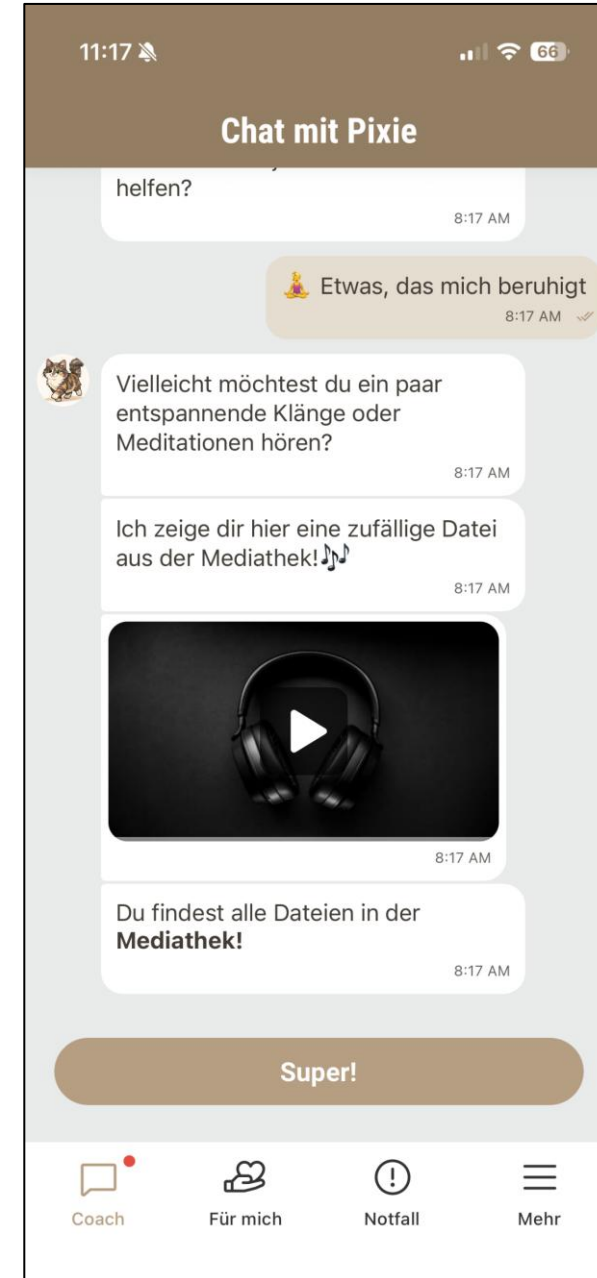 11:17
66
Chat mit Pixie
helfen?
8:17 AM
🧘 Etwas, das mich beruhigt
8:17 AM
Vielleicht möchtest du ein paar
entspannende Klänge oder
Meditationen hören?
8:17 AM
Ich zeige dir hier eine zufällige Datei
aus der Mediathek!🎶
8:17 AM
8:17 AM
Du findest alle Dateien in der
Mediathek!
8:17 AM
Super!
Coach
Für mich
Notfall
Mehr